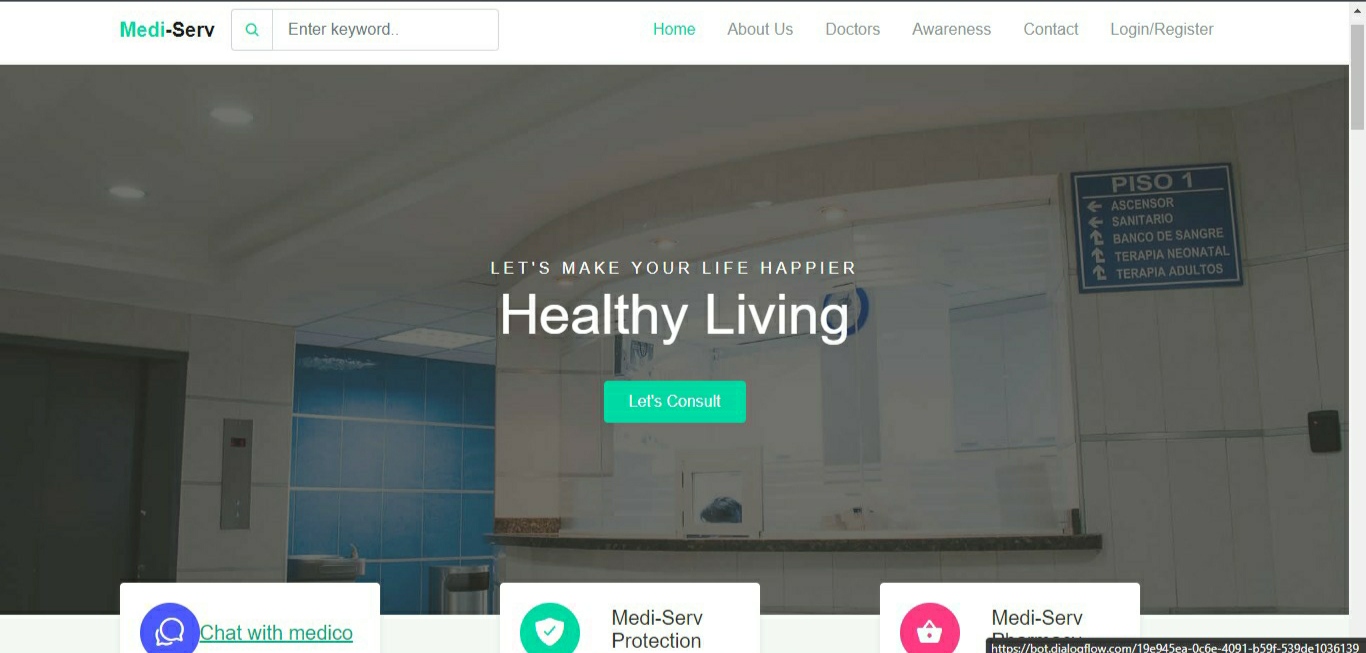 Medi-Serv
Enter keyword..
Home
About Us
Doctors
Awareness
Contact
Login/Register
PISO 1
ASCENSOR
SANITARIO
BANCO DE SANGRE
TERAPIA NEONATAL
TERAPIA ADULTOS
LET'S MAKE YOUR LIFE HAPPIER
Healthy Living
Let's Consult
Chat with medico
Medi-Serv
Protection
Medi-Serv
Pharmacy
https://bot.dialogflow.com/19e945ea-0c6e-4091-b59f-539de1036139